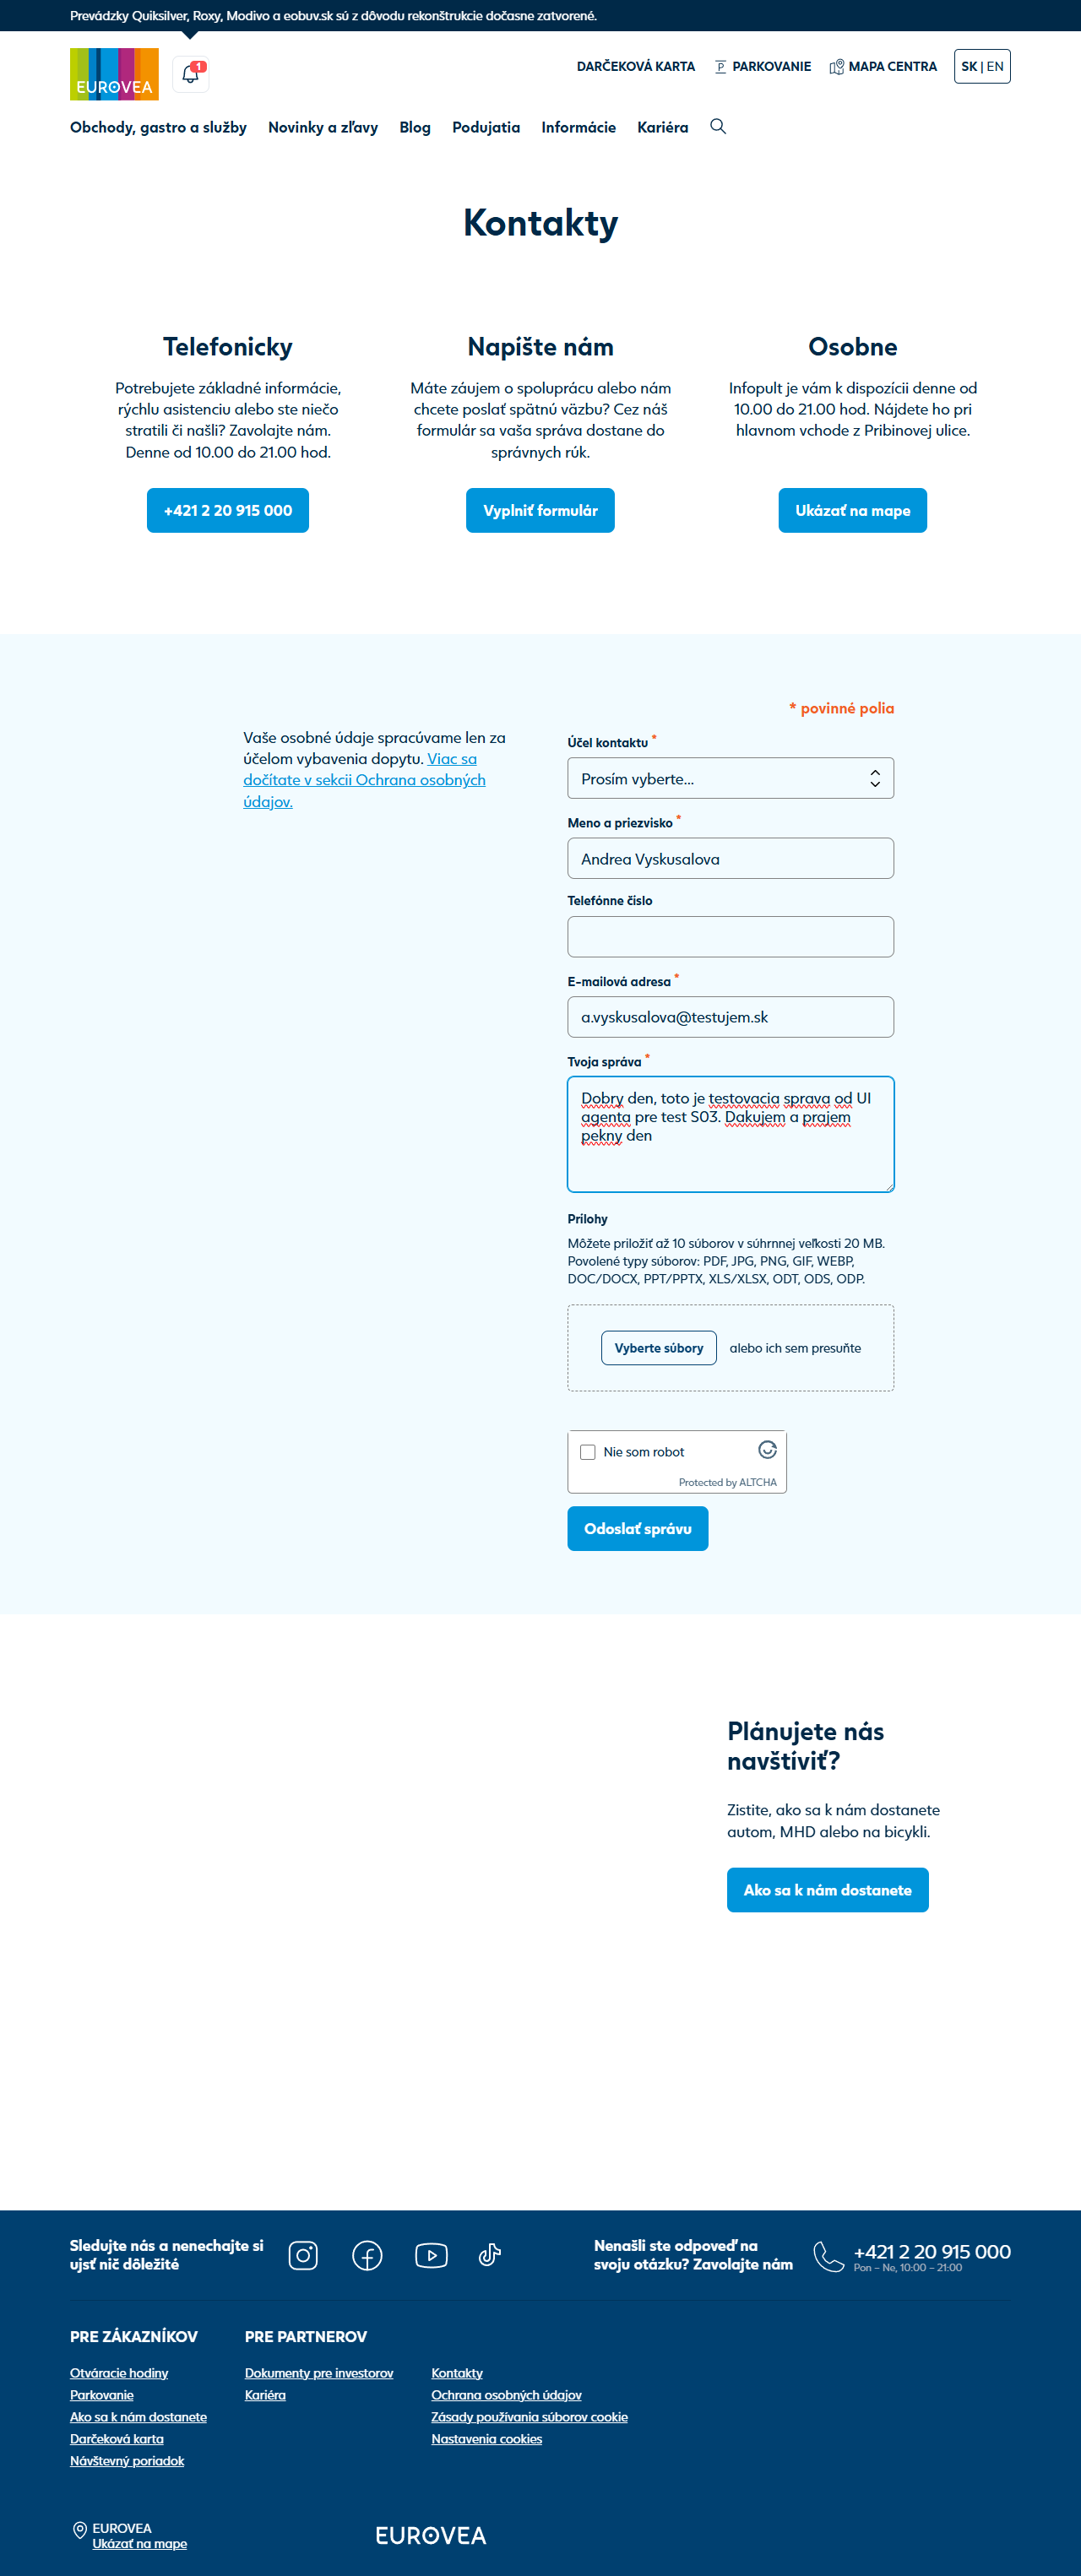 Prevádzky Quiksilver, Roxy, Modivo a eobuv.sk sú z dôvodu rekonštrukcie dočasne zatvorené.
EUROVEA
1
DARČEKOVÁ KARTA
P PARKOVANIE
MAPA CENTRA
SK | EN
Obchody, gastro a služby
Novinky a zľavy
Blog
Podujatia
Informácie
Kariéra
Kontakty
Telefonicky
Potrebujete základné informácie,
rýchlu asistenciu alebo ste niečo
stratili či našli? Zavolajte nám.
Denne od 10.00 do 21.00 hod.
+421 2 20 915 000
Napíšte nám
Máte záujem o spoluprácu alebo nám
chcete poslať spätnú väzbu? Cez náš
formulár sa vaša správa dostane do
správnych rúk.
Vyplniť formulár
Osobne
Infopult je vám k dispozícii denne od
10.00 do 21.00 hod. Nájdete ho pri
hlavnom vchode z Pribinovej ulice.
Ukázať na mape
Vaše osobné údaje spracúvame len za
účelom vybavenia dopytu. Viac sa
dočítate v sekcii Ochrana osobných
údajov.
* povinné polia
Účel kontaktu *
Prosím vyberte...
Meno a priezvisko *
Andrea Vyskusalova
Telefónne číslo
E-mailová adresa *
a.vyskusalova@testujem.sk
Tvoja správa *
Dobry den, toto je testovacia sprava od UI
agenta pre test S03. Dakujem a prajem
pekny den
Prílohy
Môžete priložiť až 10 súborov v súhrnnej veľkosti 20 MB.
Povolené typy súborov: PDF, JPG, PNG, GIF, WEBP,
DOC/DOCX, PPT/PPTX, XLS/XLSX, ODT, ODS, ODP.
Vyberte súbory
alebo ich sem presuňte
Nie som robot
Protected by ALTCHA
Odoslať správu
Plánujete nás
navštíviť?
Zistite, ako sa k nám dostanete
autom, MHD alebo na bicykli.
Ako sa k nám dostanete
Sledujte nás a nenechajte si
ujsť nič dôležité
Nenašli ste odpoveď na
svoju otázku? Zavolajte nám
+421 2 20 915 000
Pon – Ne, 10:00 – 21:00
PRE ZÁKAZNÍKOV
Otváracie hodiny
Parkovanie
Ako sa k nám dostanete
Darčeková karta
Návštevný poriadok
PRE PARTNEROV
Dokumenty pre investorov
Kariéra
Kontakty
Ochrana osobných údajov
Zásady používania súborov cookie
Nastavenia cookies
EUROVEA
Ukázať na mape
EUROVEA